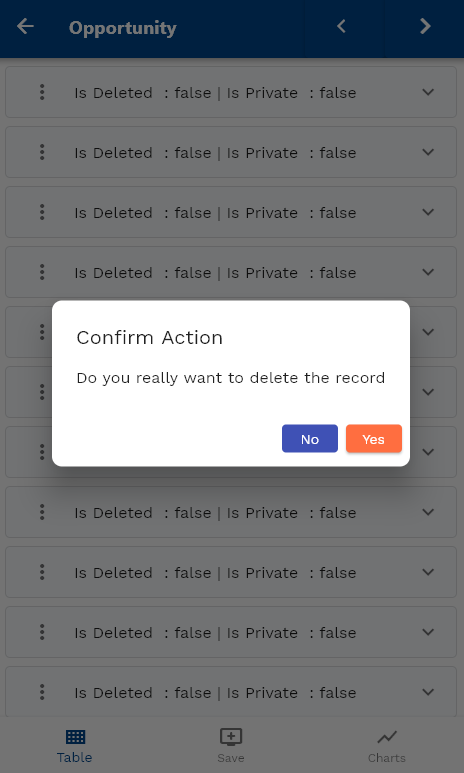 Opportunity
Is Deleted : false | Is Private : false
Is Deleted : false | Is Private : false
Is Deleted : false | Is Private : false
Is Deleted : false | Is Private : false
Confirm Action
Do you really want to delete the record
No Yes
Is Deleted : false | Is Private : false
Is Deleted : false | Is Private : false
Is Deleted : false | Is Private : false
Is Deleted : false | Is Private : false
Table Save Charts